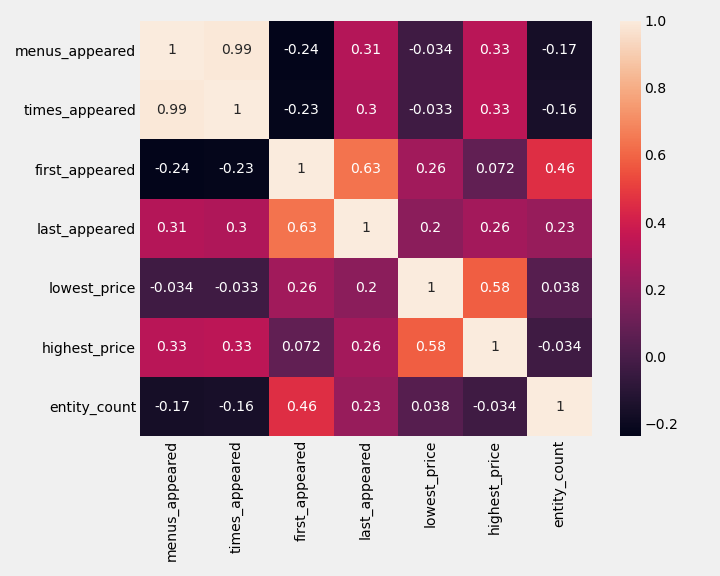 menus_appeared 1 0.99 -0.24 0.31 -0.034 0.33 -0.17
times_appeared 0.99 1 -0.23 0.3 -0.033 0.33 -0.16
first_appeared -0.24 -0.23 1 0.63 0.26 0.072 0.46
last_appeared 0.31 0.3 0.63 1 0.2 0.26 0.23
lowest_price -0.034 -0.033 0.26 0.2 1 0.58 0.038
highest_price 0.33 0.33 0.072 0.26 0.58 1 -0.034
entity_count -0.17 -0.16 0.46 0.23 0.038 -0.034 1
menus_appeared
times_appeared
first_appeared
last_appeared
lowest_price
highest_price
entity_count
1.0
0.8
0.6
0.4
0.2
0.0
−0.2